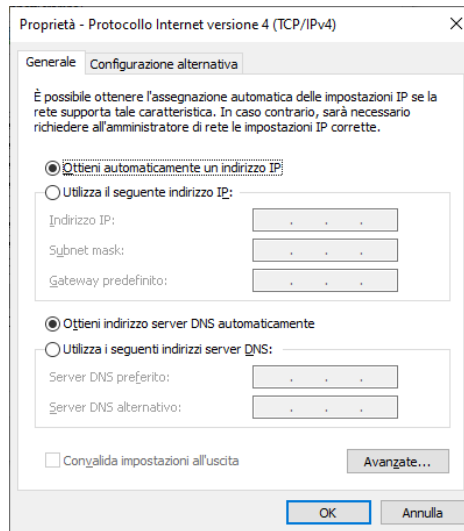 Proprietà - Protocollo Internet versione 4 (TCP/IPv4)
Generale
Configurazione alternativa
È possibile ottenere l'assegnazione automatica delle impostazioni IP se la
rete supporta tale caratteristica. In caso contrario, sarà necessario
richiedere all'amministratore di rete le impostazioni IP corrette.
Ottieni automaticamente un indirizzo IP
Utilizza il seguente indirizzo IP:
Indirizzo IP:
Subnet mask:
Gateway predefinito:
Ottieni indirizzo server DNS automaticamente
Utilizza i seguenti indirizzi server DNS:
Server DNS preferito:
Server DNS alternativo:
Convalida impostazioni all'uscita
Avanzate...
OK
Annulla